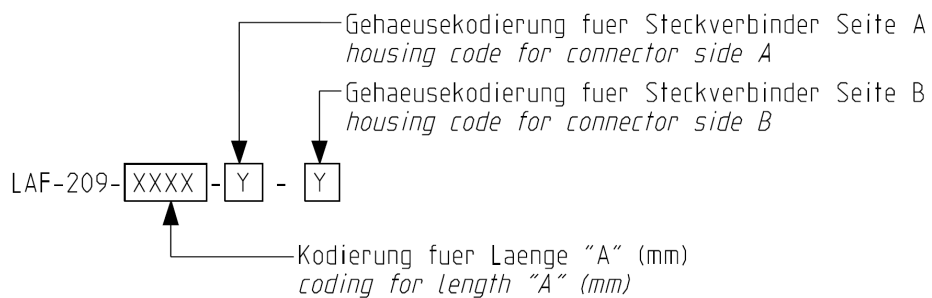 Gehaeusekodierung fuer Steckverbinder Seite A
housing code for connector side A
Gehaeusekodierung fuer Steckverbinder Seite B
housing code for connector side B
LAF-209-XXXX-Y - Y
Kodierung fuer Laenge "A" (mm)
coding for length "A" (mm)